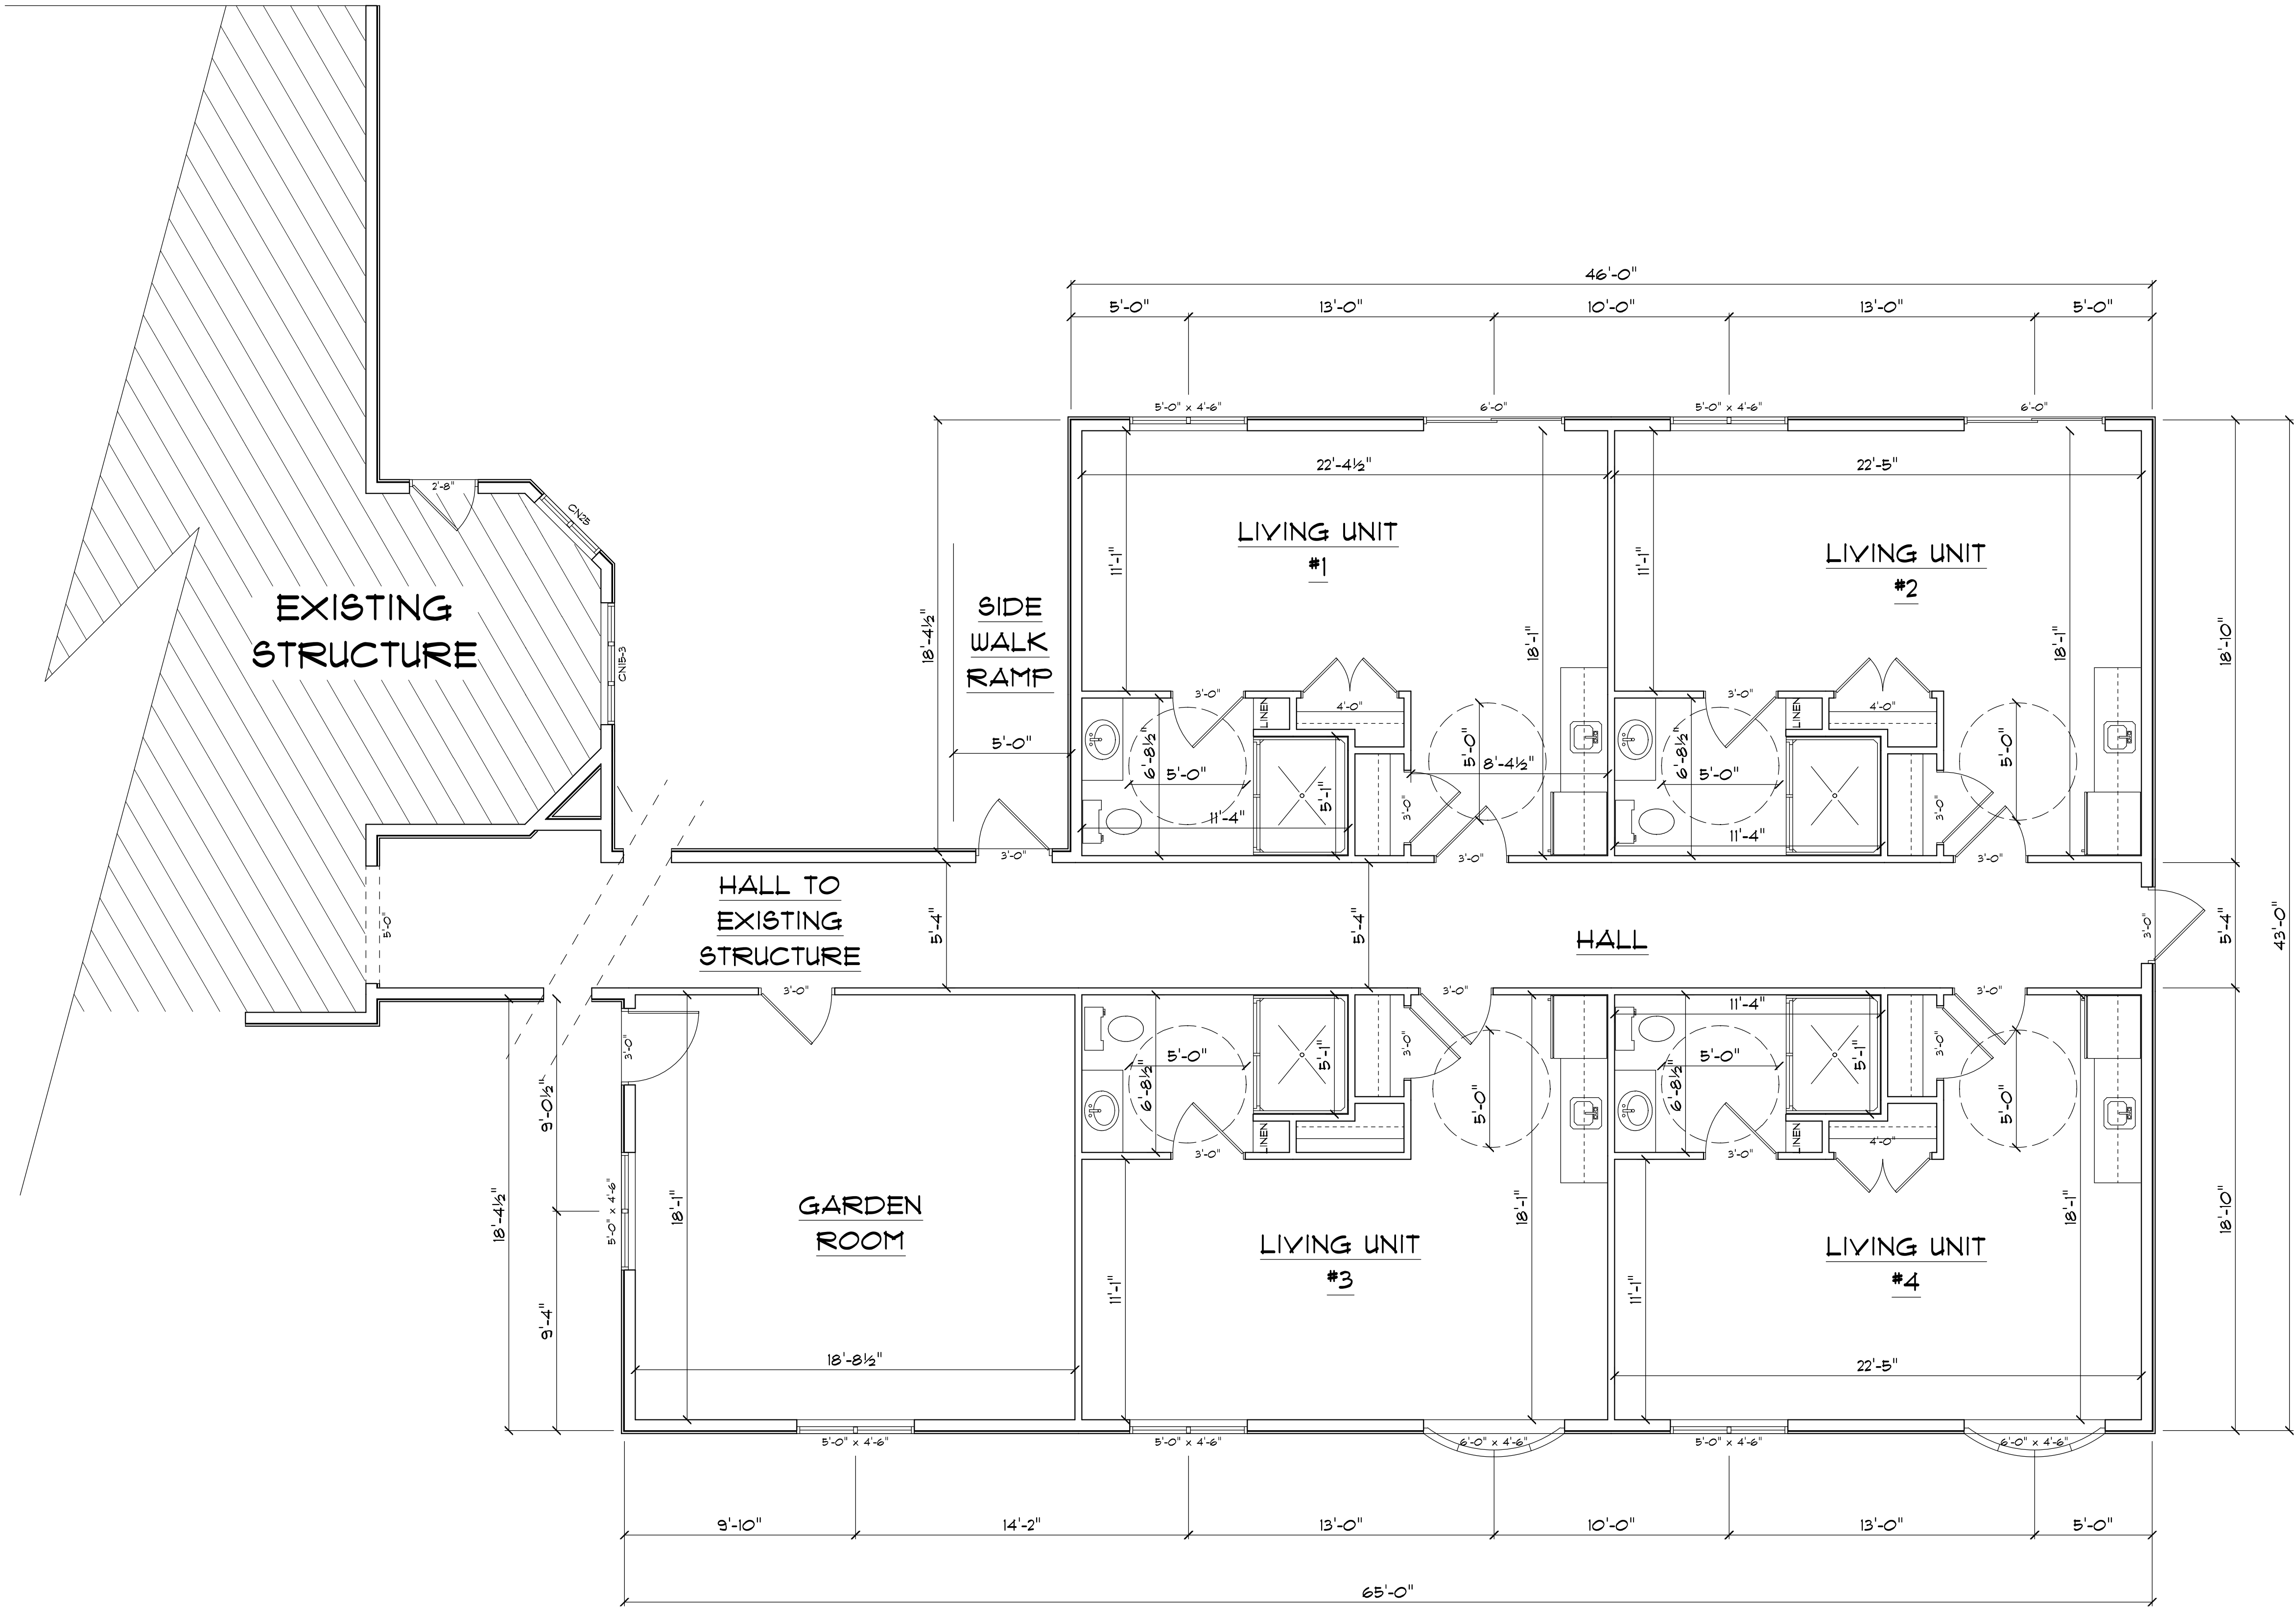 46'-0"
5'-0" 13'-0" 10'-0" 13'-0" 5'-0"
5'-0" x 4'-6" 6'-0" 5'-0" x 4'-6" 6'-0"
22'-4½" 22'-5"
2'-8"
CN25
LIVING UNIT
#1
LIVING UNIT
#2
11'-1" 11'-1"
EXISTING
STRUCTURE
CN15-3
SIDE
WALK
RAMP
18'-4½"
18'-1" 18'-1"
18'-10"
3'-0" LINEN 4'-0" 3'-0" LINEN 4'-0"
5'-0"
6'-8½" 5'-0" 5'-0" 8'-4½" 6'-8½" 5'-0" 5'-0"
11'-4" 5'-1" 3'-0" 11'-4" 3'-0"
3'-0" 3'-0" 3'-0"
HALL TO
EXISTING
STRUCTURE
5'-0"
5'-4" 5'-4"
HALL
3'-0" 5'-4" 43'-0"
3'-0" 3'-0" 3'-0"
11'-4"
3'-0"
5'-0" 5'-1" 3'-0" 5'-0" 5'-1" 3'-0"
6'-8½" 5'-0" 6'-8½" 5'-0"
9'-0½"
LINEN LINEN 4'-0"
3'-0" 3'-0"
18'-4½" 5'-0" x 4'-6" 18'-1"
GARDEN
ROOM
18'-1" 18'-1" 18'-10"
LIVING UNIT
#3
LIVING UNIT
#4
11'-1" 11'-1"
9'-4"
18'-8½" 22'-5"
5'-0" x 4'-6" 5'-0" x 4'-6" 6'-0" x 4'-6" 5'-0" x 4'-6" 6'-0" x 4'-6"
9'-10" 14'-2" 13'-0" 10'-0" 13'-0" 5'-0"
65'-0"